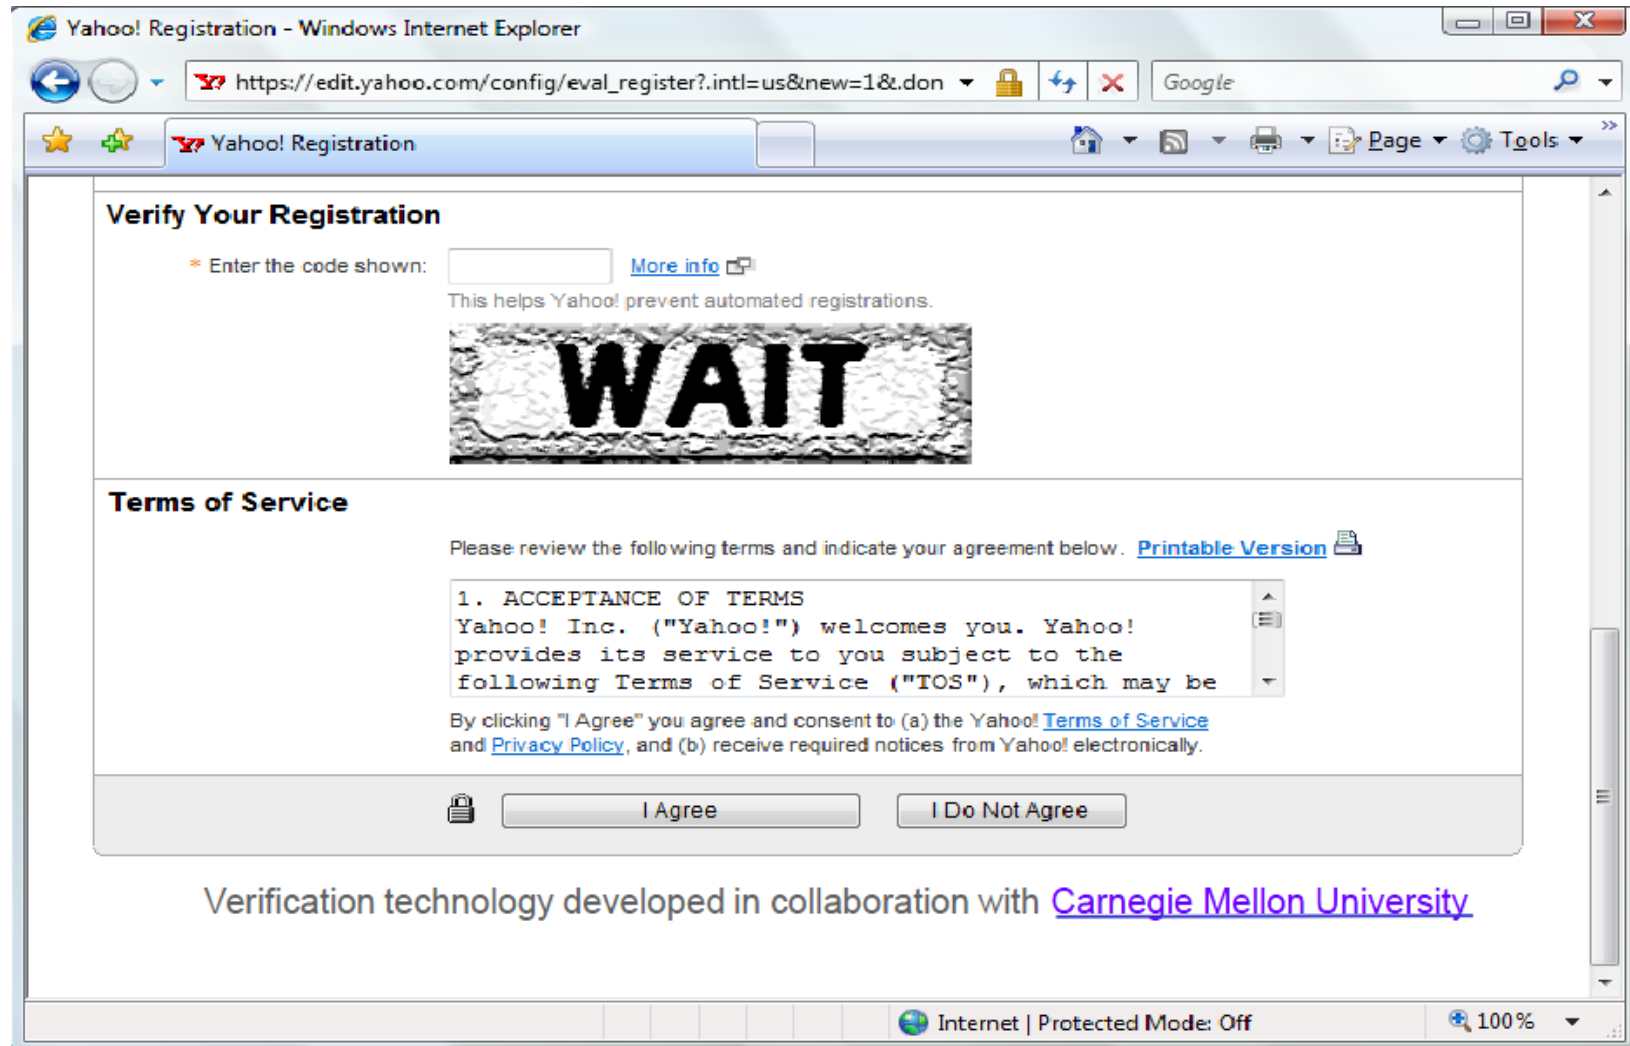 Yahoo! Registration - Windows Internet Explorer
https://edit.yahoo.com/config/eval_register?.intl=us&new=1&.don
Google
Yahoo! Registration
Page
Tools
Verify Your Registration
* Enter the code shown:
More info
This helps Yahoo! prevent automated registrations.
WAIT
Terms of Service
Please review the following terms and indicate your agreement below. Printable Version
1. ACCEPTANCE OF TERMS
Yahoo! Inc. ("Yahoo!") welcomes you. Yahoo!
provides its service to you subject to the
following Terms of Service ("TOS"), which may be
By clicking "I Agree" you agree and consent to (a) the Yahoo! Terms of Service
and Privacy Policy, and (b) receive required notices from Yahoo! electronically.
I Agree
I Do Not Agree
Verification technology developed in collaboration with Carnegie Mellon University
Internet | Protected Mode: Off
100%